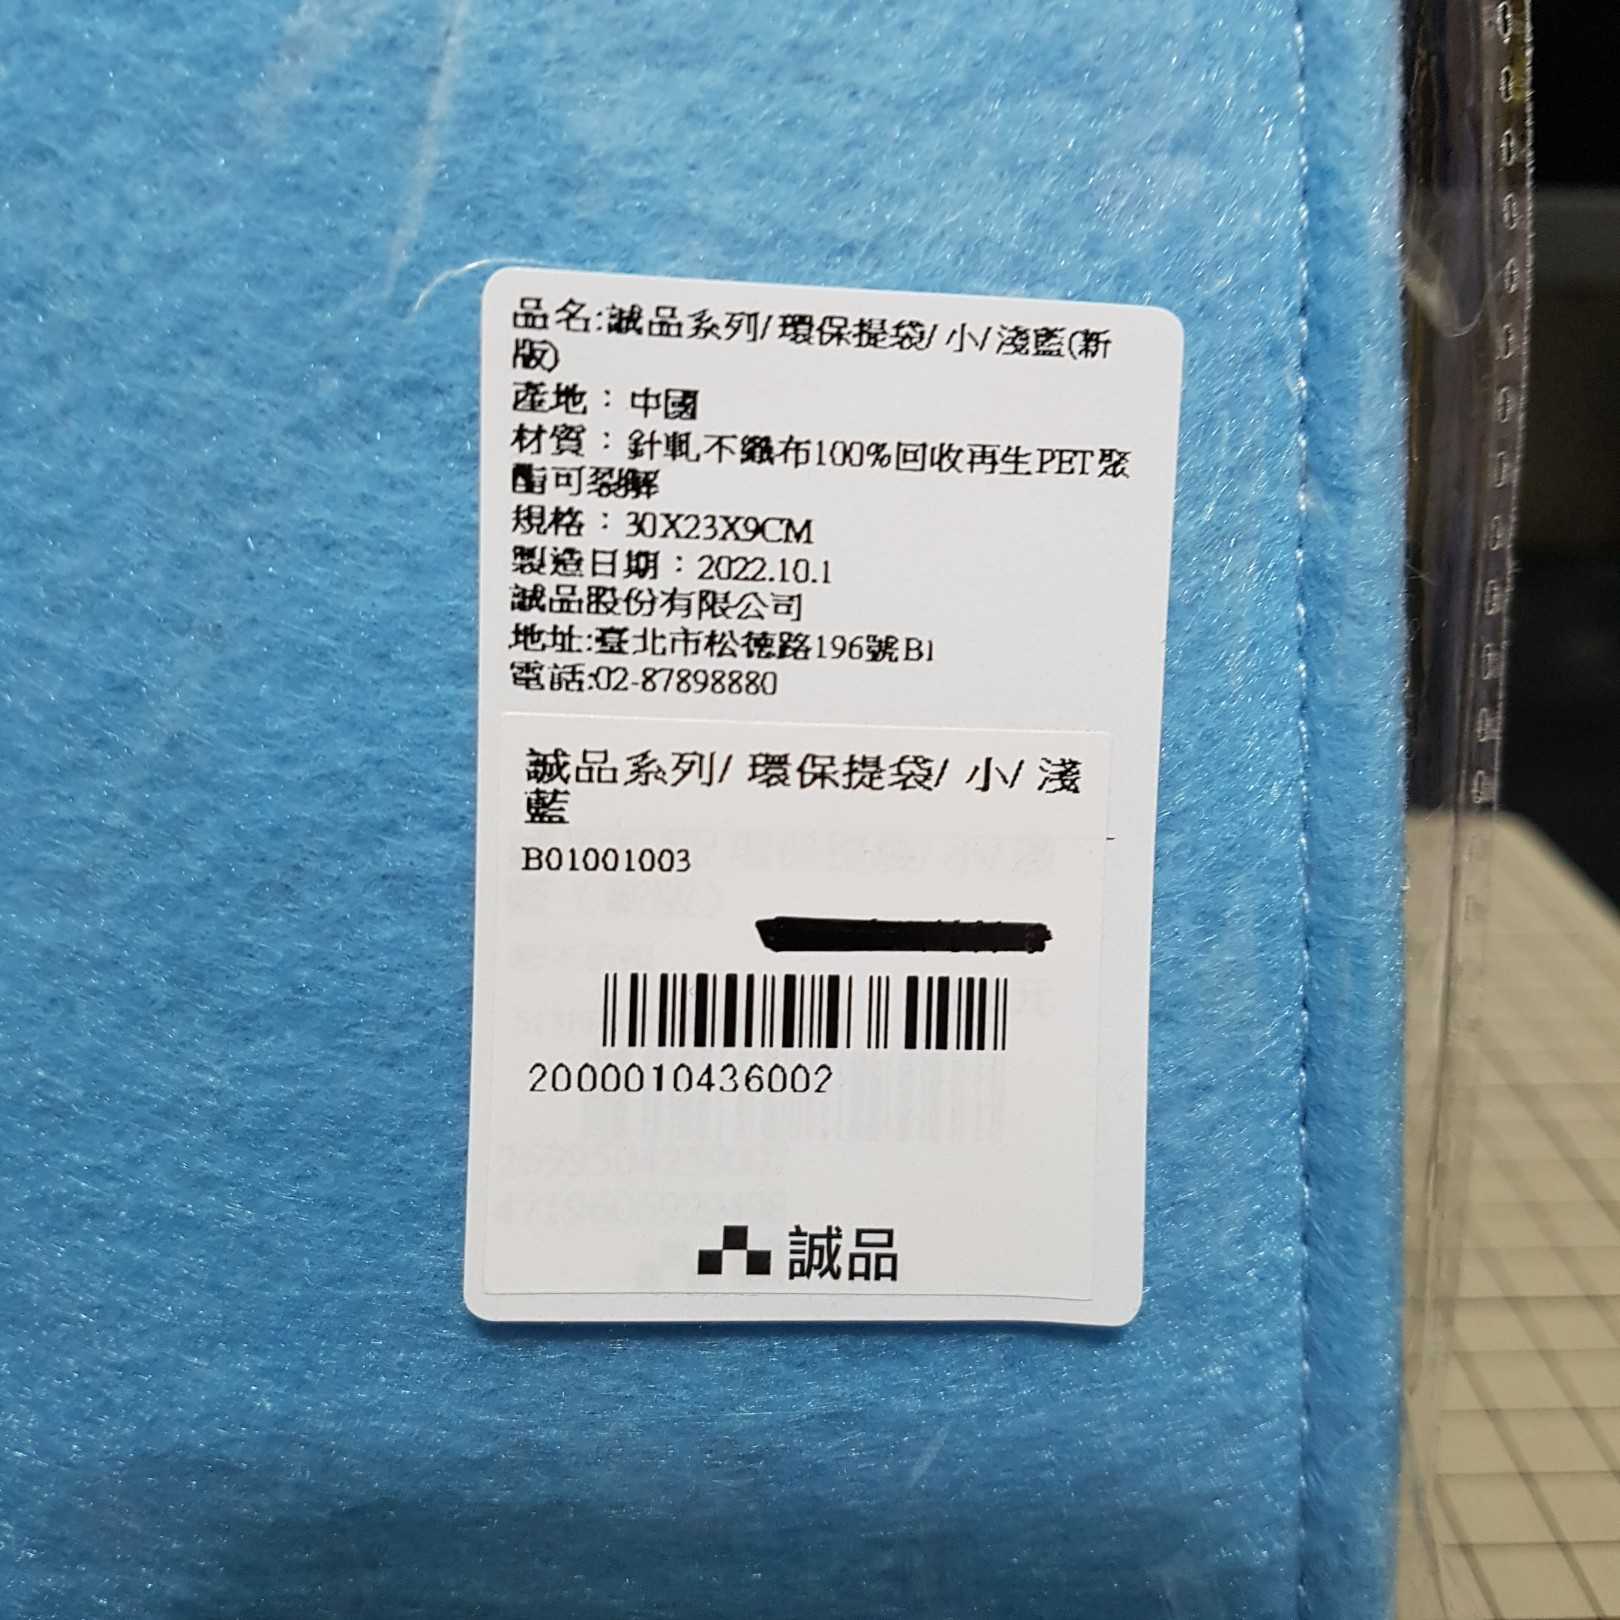 品名:誠品系列/ 環保提袋/ 小/ 淺藍(新
版)
產地：中國
材質：針軋不織布100%回收再生PET聚
酯可裂解
規格：30X23X9CM
製造日期：2022.10.1
誠品股份有限公司
地址:臺北市松德路196號B1
電話:02-87898880
誠品系列/ 環保提袋/ 小/ 淺
藍
B01001003
2000010436002
誠品